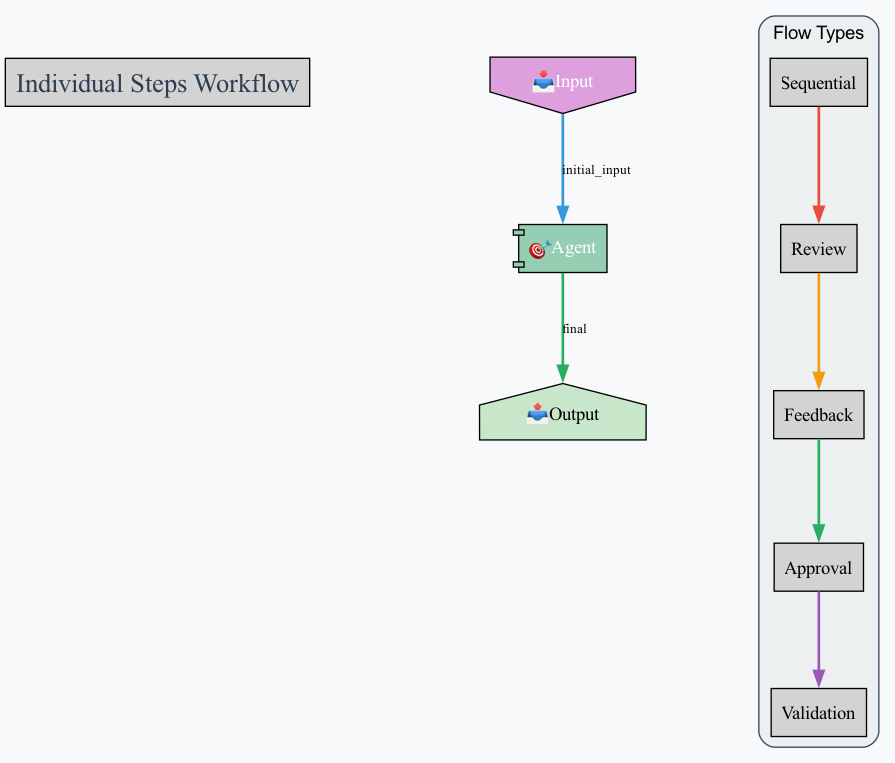 Individual Steps Workflow
Input
initial_input
Agent
final
Output
Flow Types
Sequential
Review
Feedback
Approval
Validation